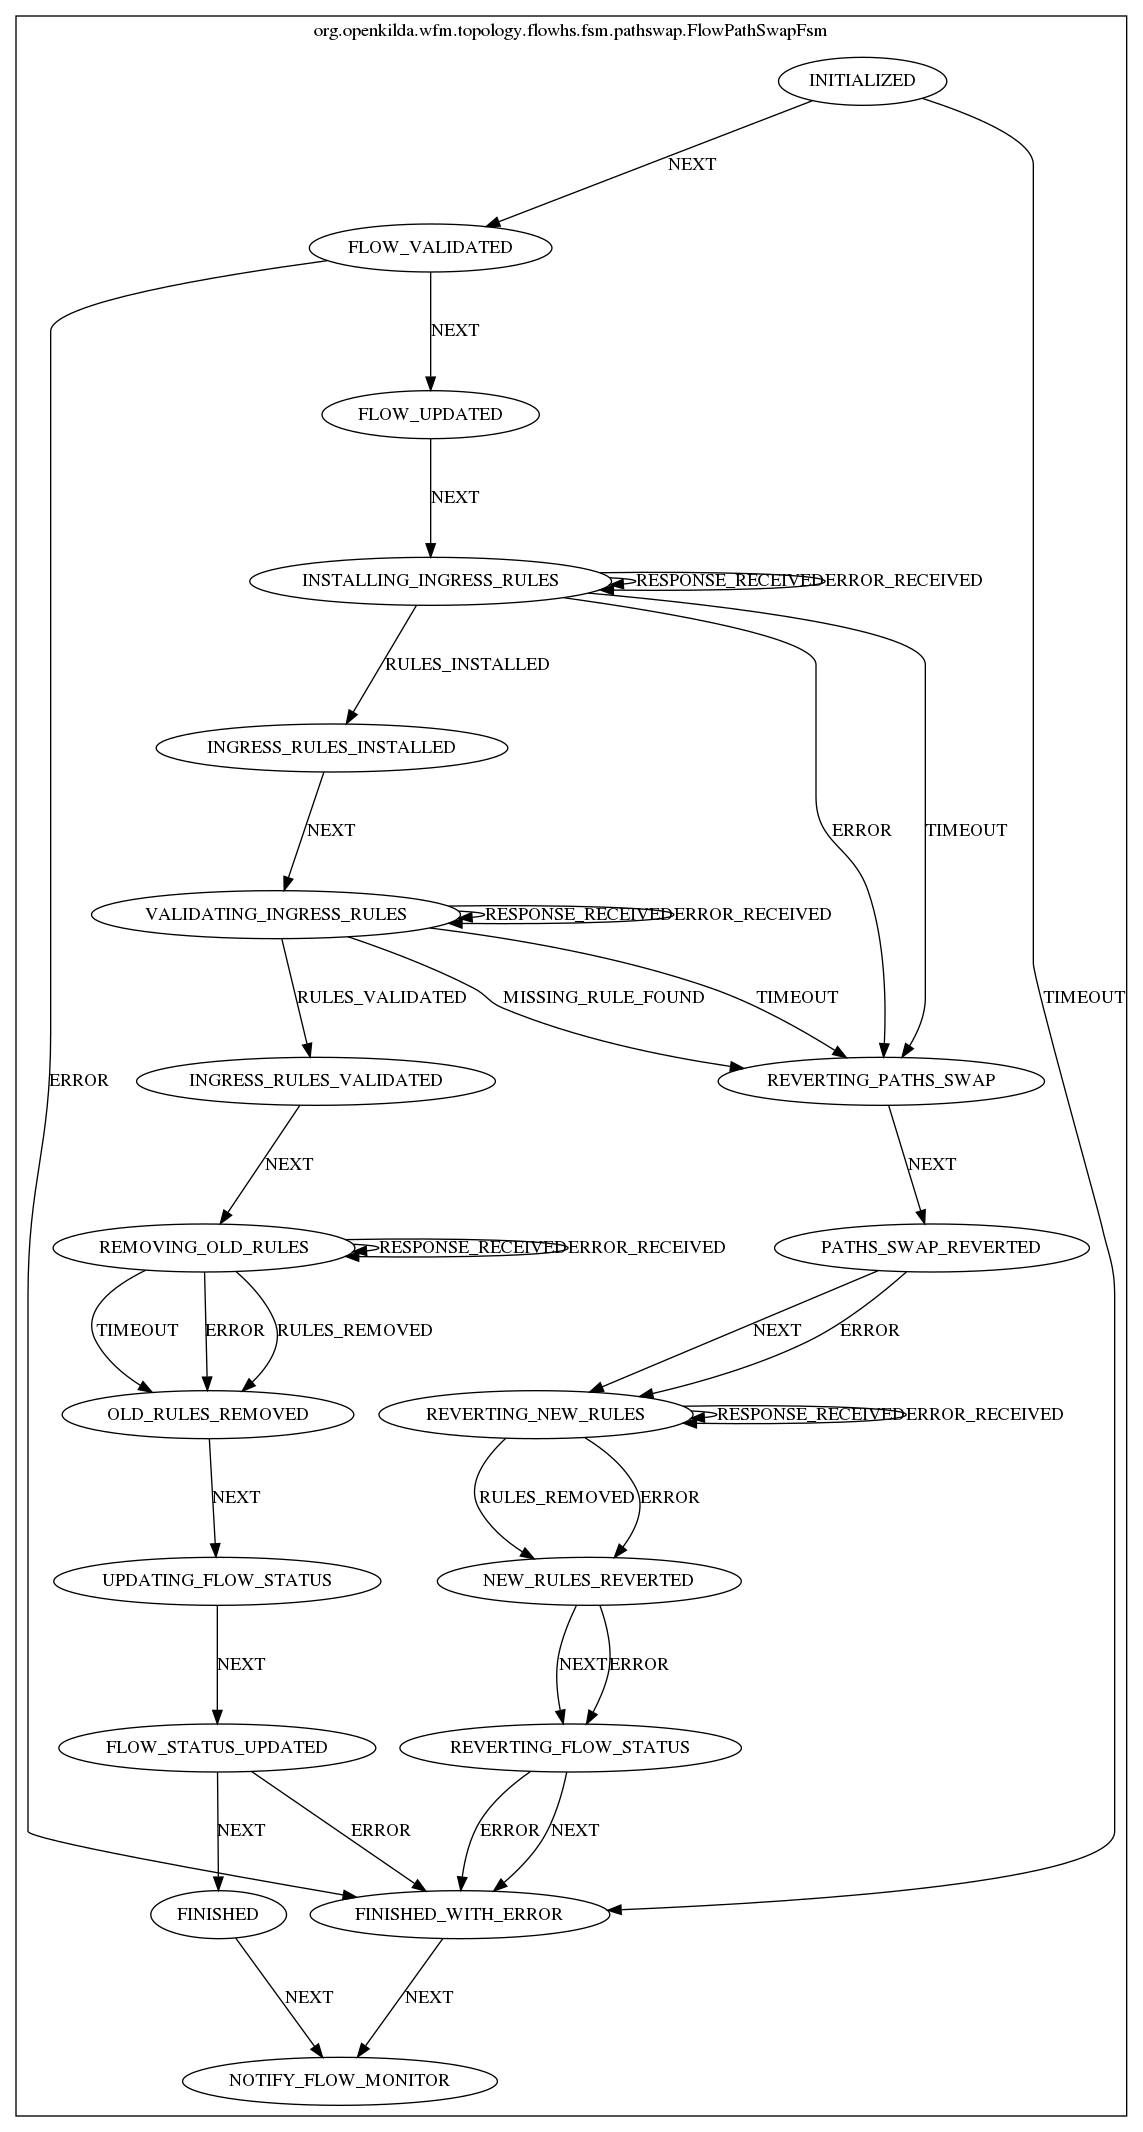 org.openkilda.wfm.topology.flowhs.fsm.pathswap.FlowPathSwapFsm
INITIALIZED
NEXT
FLOW_VALIDATED
NEXT
FLOW_UPDATED
NEXT
INSTALLING_INGRESS_RULES
RESPONSE_RECEIVED
ERROR_RECEIVED
RULES_INSTALLED
INGRESS_RULES_INSTALLED
NEXT
ERROR
TIMEOUT
VALIDATING_INGRESS_RULES
RESPONSE_RECEIVED
ERROR_RECEIVED
RULES_VALIDATED
MISSING_RULE_FOUND
TIMEOUT
TIMEOUT
ERROR
INGRESS_RULES_VALIDATED
REVERTING_PATHS_SWAP
NEXT
NEXT
REMOVING_OLD_RULES
RESPONSE_RECEIVED
ERROR_RECEIVED
PATHS_SWAP_REVERTED
TIMEOUT
ERROR
RULES_REMOVED
NEXT
ERROR
OLD_RULES_REMOVED
REVERTING_NEW_RULES
RESPONSE_RECEIVED
ERROR_RECEIVED
NEXT
RULES_REMOVED
ERROR
UPDATING_FLOW_STATUS
NEW_RULES_REVERTED
NEXT
NEXT
ERROR
FLOW_STATUS_UPDATED
REVERTING_FLOW_STATUS
NEXT
ERROR
ERROR
NEXT
FINISHED
FINISHED_WITH_ERROR
NEXT
NEXT
NOTIFY_FLOW_MONITOR